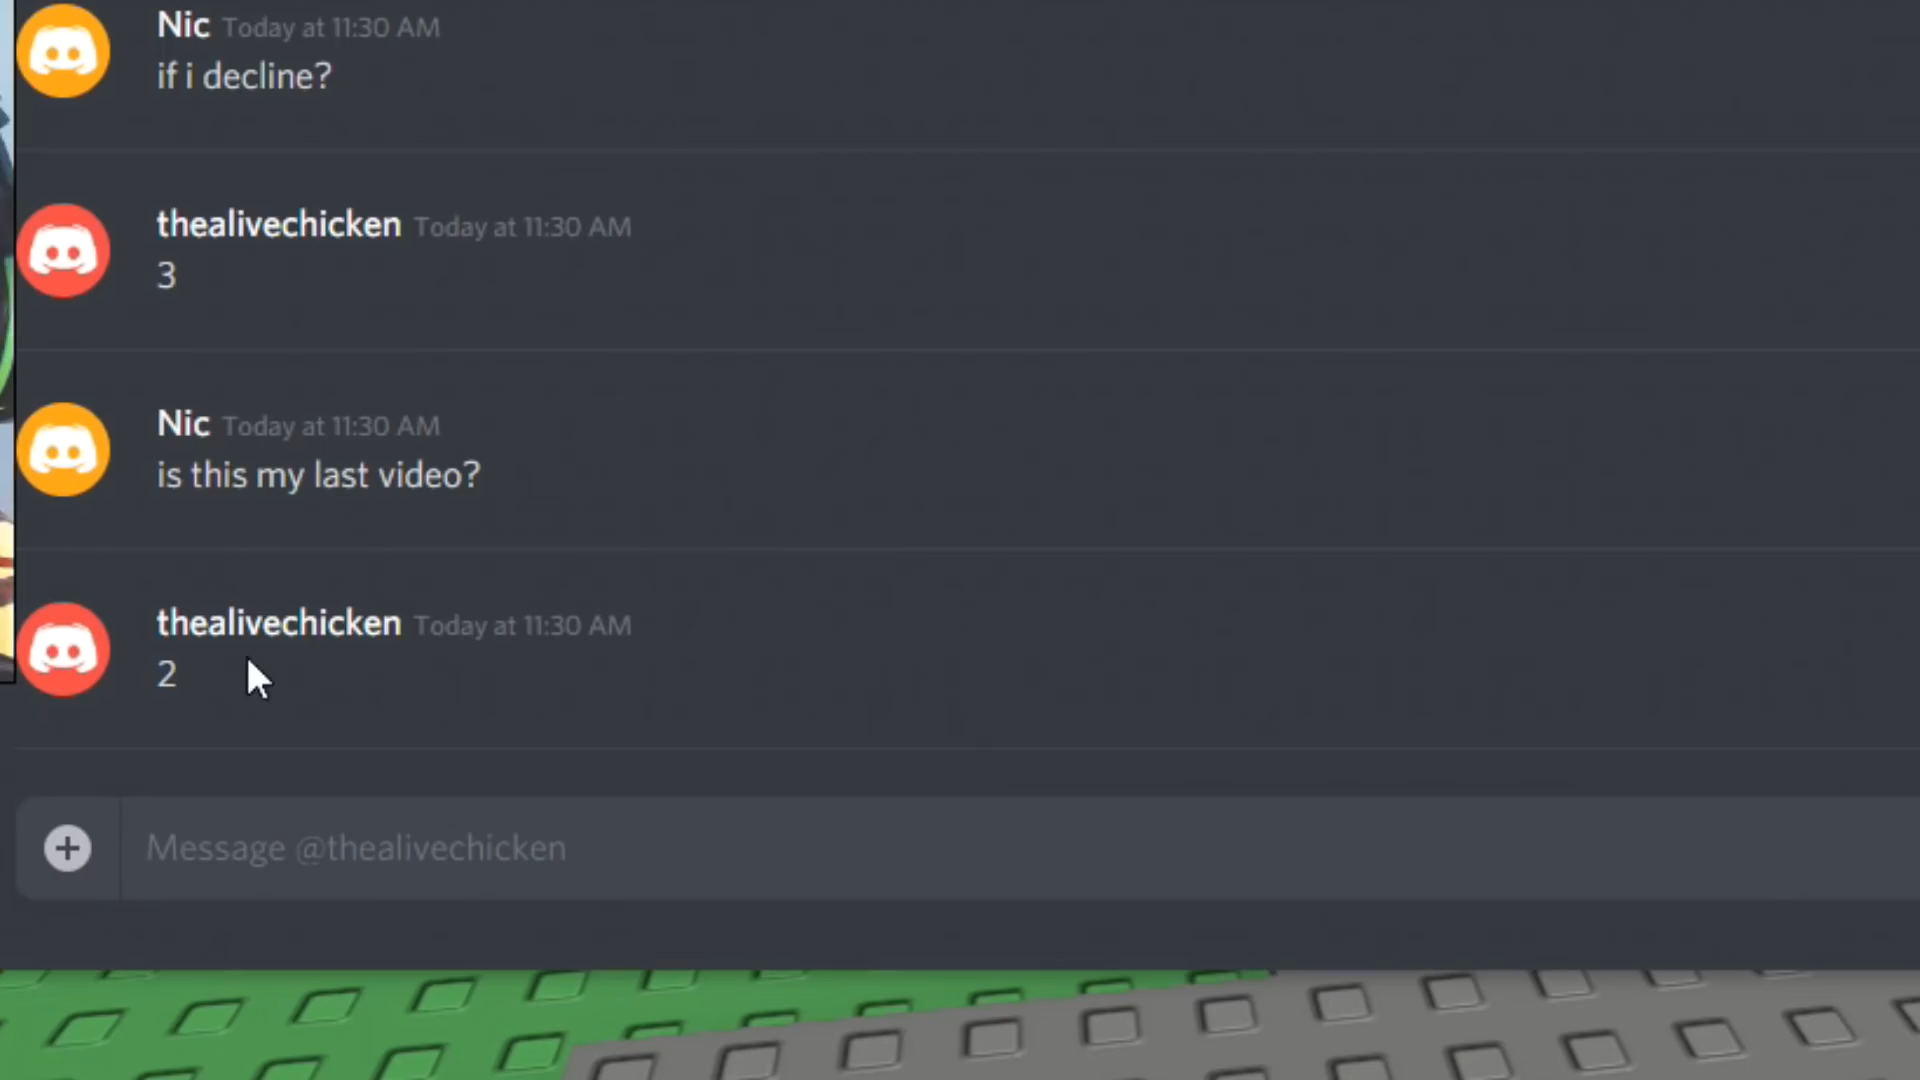 Nic Today at 11:30 AM
if i decline?
thealivechicken Today at 11:30 AM
3
Nic Today at 11:30 AM
is this my last video?
thealivechicken Today at 11:30 AM
2
Message @thealivechicken